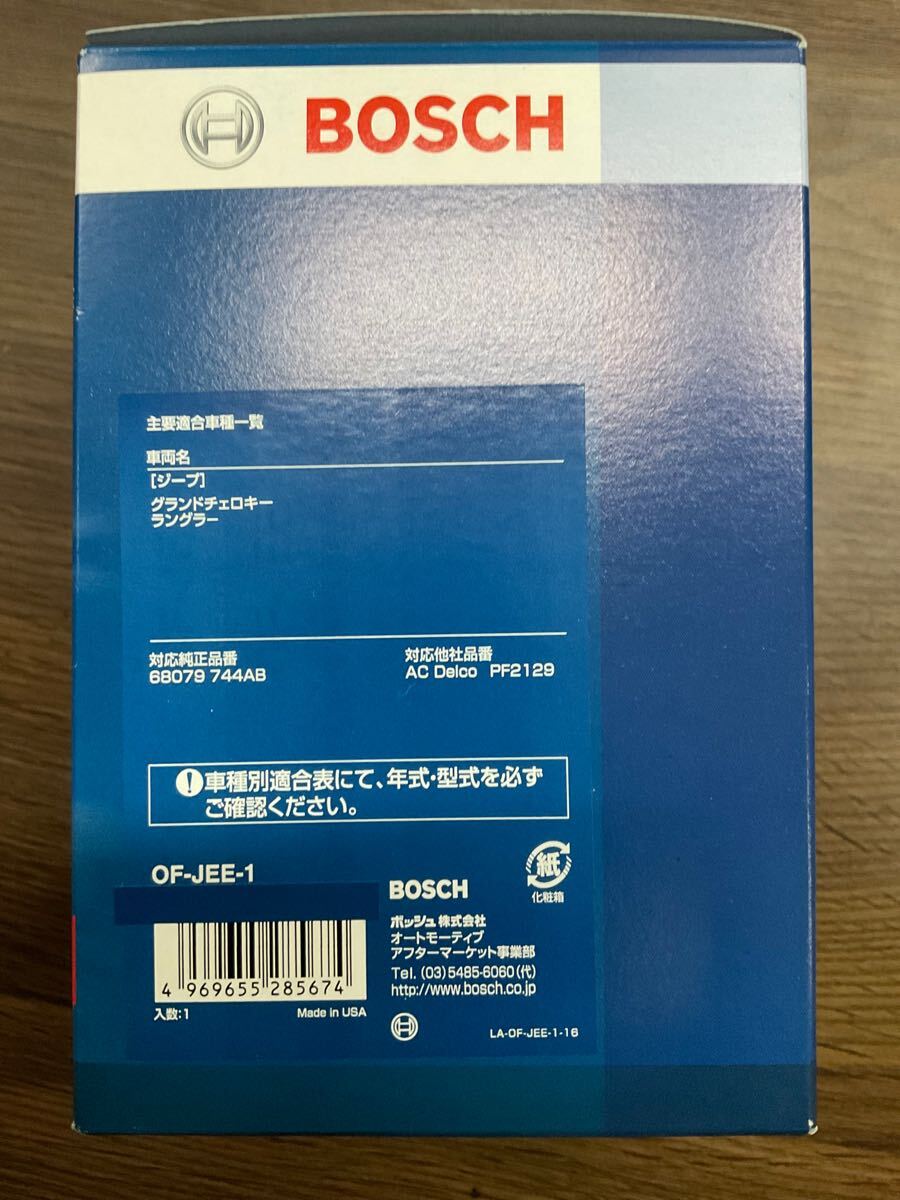 BOSCH
主要適合車種一覧
車両名
[ジープ]
グランドチェロキー
ラングラー
対応純正品番
68079 744AB
対応他社品番
AC Delco PF2129
!車種別適合表にて、年式・型式を必ず
ご確認ください。
OF-JEE-1
4 969655 285674
入数:1
Made in USA
紙
化粧箱
BOSCH
ボッシュ株式会社
オートモーティブ
アフターマーケット事業部
Tel. (03)5485-6060(代)
http://www.bosch.co.jp
LA-OF-JEE-1-16